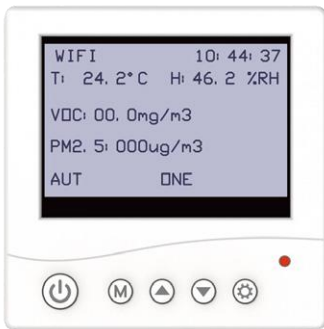 WIFI 10:44:37
T: 24.2°C H: 46.2 %RH
VOC: 00.0mg/m3
PM2.5: 000ug/m3
AUT ONE
M